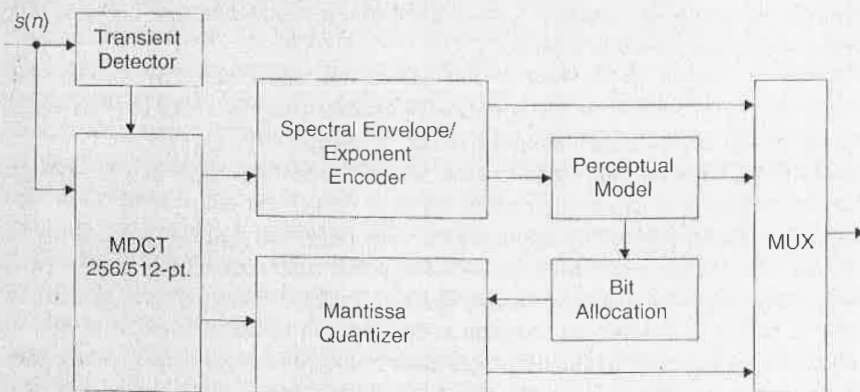 s(n)
Transient
Detector
Spectral Envelope/
Exponent
Encoder
Perceptual
Model
MDCT
256/512-pt.
MUX
Mantissa
Quantizer
Bit
Allocation